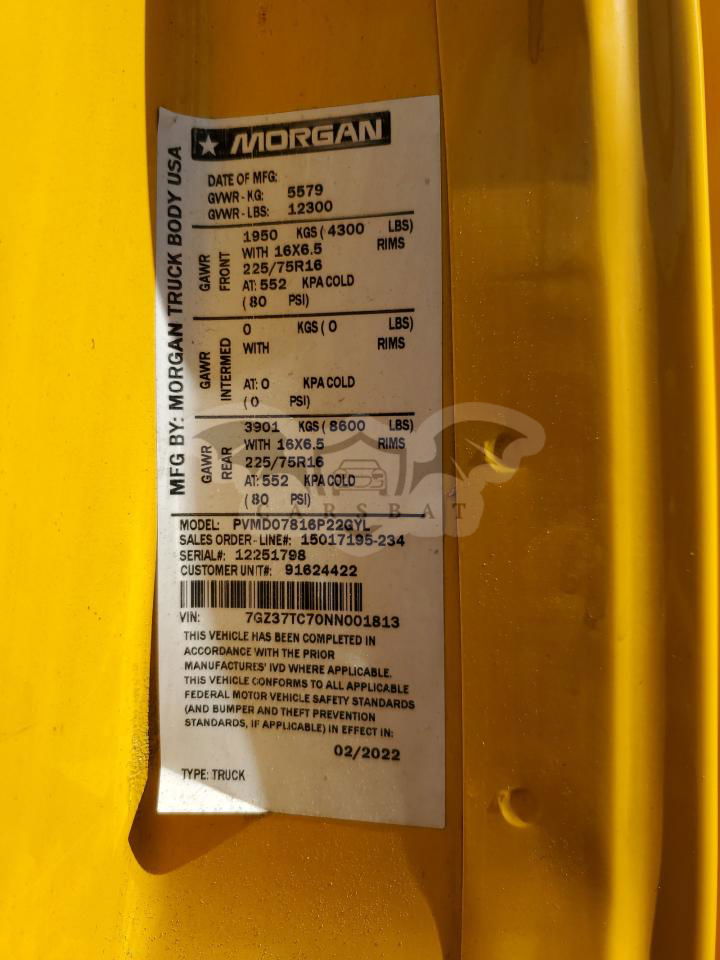 MORGAN
MFG BY: MORGAN TRUCK BODY USA
DATE OF MFG:
GVWR - KG: 5579
GVWR - LBS: 12300
GAWR FRONT
1950 KGS ( 4300 LBS)
WITH 16X6.5 RIMS
225/75R16
AT: 552 KPA COLD
( 80 PSI)
GAWR INTERMED
0 KGS ( 0 LBS)
WITH RIMS
AT: 0 KPA COLD
( 0 PSI)
GAWR REAR
3901 KGS ( 8600 LBS)
WITH 16X6.5 RIMS
225/75R16
AT: 552 KPA COLD
( 80 PSI)
CARSBAT
MODEL: PVMD07816P22GYL
SALES ORDER - LINE#: 15017195-234
SERIAL#: 12251798
CUSTOMER UNIT#: 91624422
VIN: 7GZ37TC70NN001813
THIS VEHICLE HAS BEEN COMPLETED IN
ACCORDANCE WITH THE PRIOR
MANUFACTURES' IVD WHERE APPLICABLE.
THIS VEHICLE CONFORMS TO ALL APPLICABLE
FEDERAL MOTOR VEHICLE SAFETY STANDARDS
(AND BUMPER AND THEFT PREVENTION
STANDARDS, IF APPLICABLE) IN EFFECT IN:
02/2022
TYPE: TRUCK